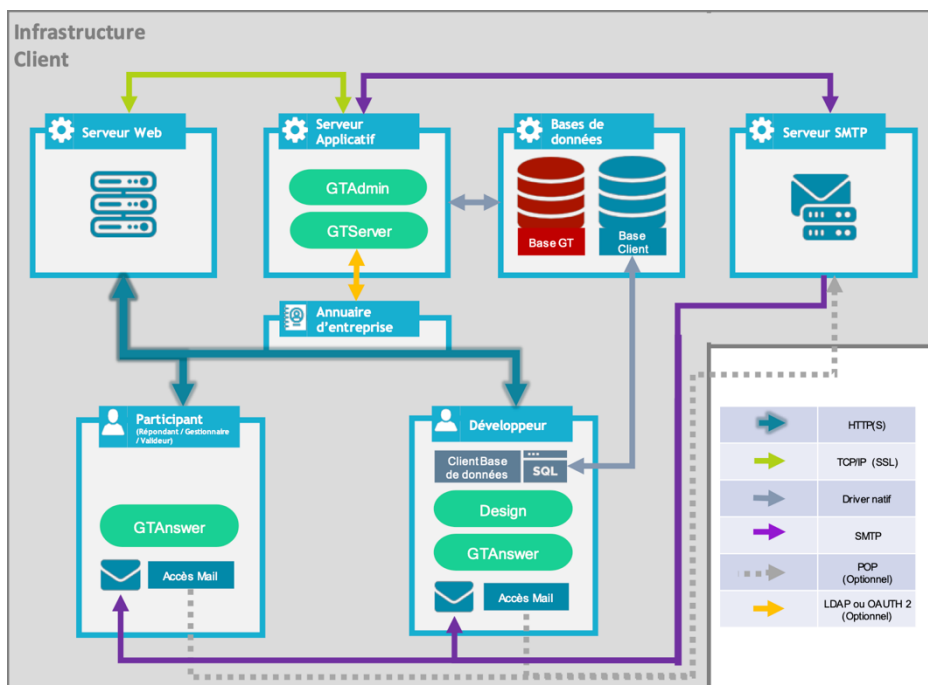 Infrastructure
Client
Serveur Web
Serveur
Applicatif
Bases de
données
Serveur SMTP
GTAdmin
GTServer
Base GT
Base
Client
Annuaire
d'entreprise
Participant
(Répondant / Gestionnaire
/ Valideur)
Développeur
Client Base
de données
SQL
GTAnswer
Design
GTAnswer
Accès Mail
Accès Mail
HTTP(S)
TCP/IP (SSL)
Driver natif
SMTP
POP
(Optionnel)
LDAP ou OAUTH 2
(Optionnel)